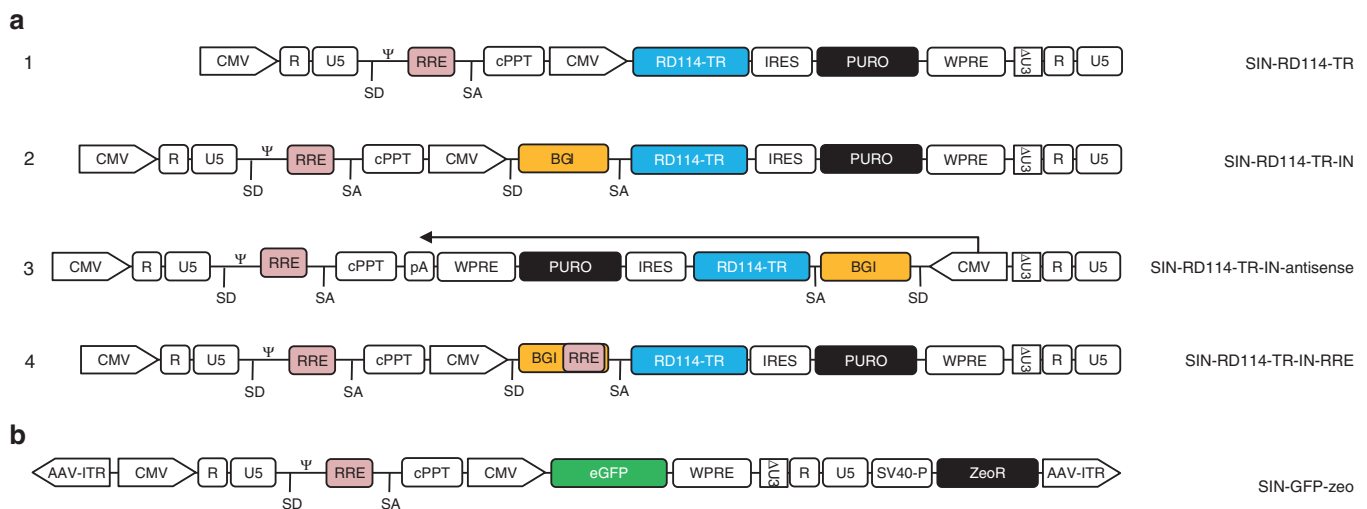 a
1 CMV R U5 Ψ RRE cPPT CMV RD114-TR IRES PURO WPRE ΔU3 R U5 SIN-RD114-TR
SD SA
2 CMV R U5 Ψ RRE cPPT CMV BGI RD114-TR IRES PURO WPRE ΔU3 R U5 SIN-RD114-TR-IN
SD SA SD SA
3 CMV R U5 Ψ RRE cPPT pA WPRE PURO IRES RD114-TR BGI CMV ΔU3 R U5 SIN-RD114-TR-IN-antisense
SD SA SA SD
4 CMV R U5 Ψ RRE cPPT CMV BGI RRE RD114-TR IRES PURO WPRE ΔU3 R U5 SIN-RD114-TR-IN-RRE
SD SA SD SA
b
AAV-ITR CMV R U5 Ψ RRE cPPT CMV eGFP WPRE ΔU3 R U5 SV40-P ZeoR AAV-ITR SIN-GFP-zeo
SD SA